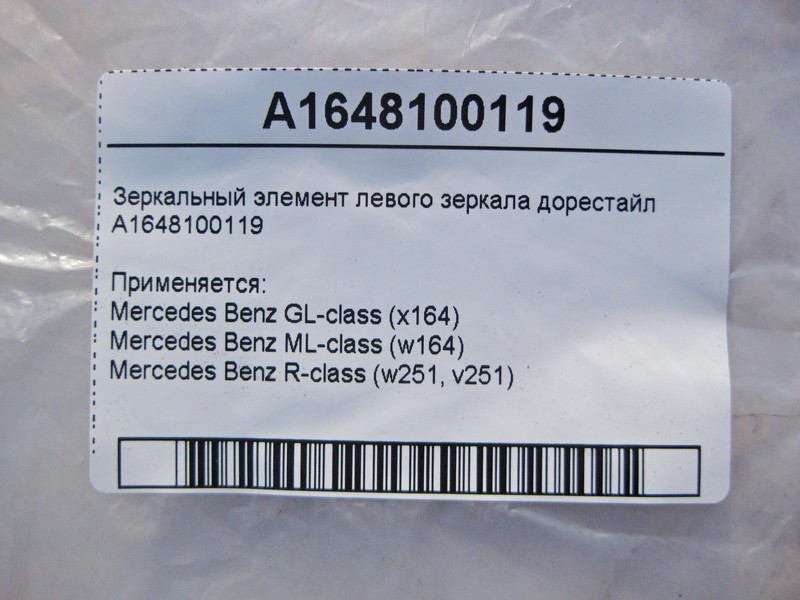 A1648100119
Зеркальный элемент левого зеркала дорестайл
A1648100119
Применяется:
Mercedes Benz GL-class (x164)
Mercedes Benz ML-class (w164)
Mercedes Benz R-class (w251, v251)